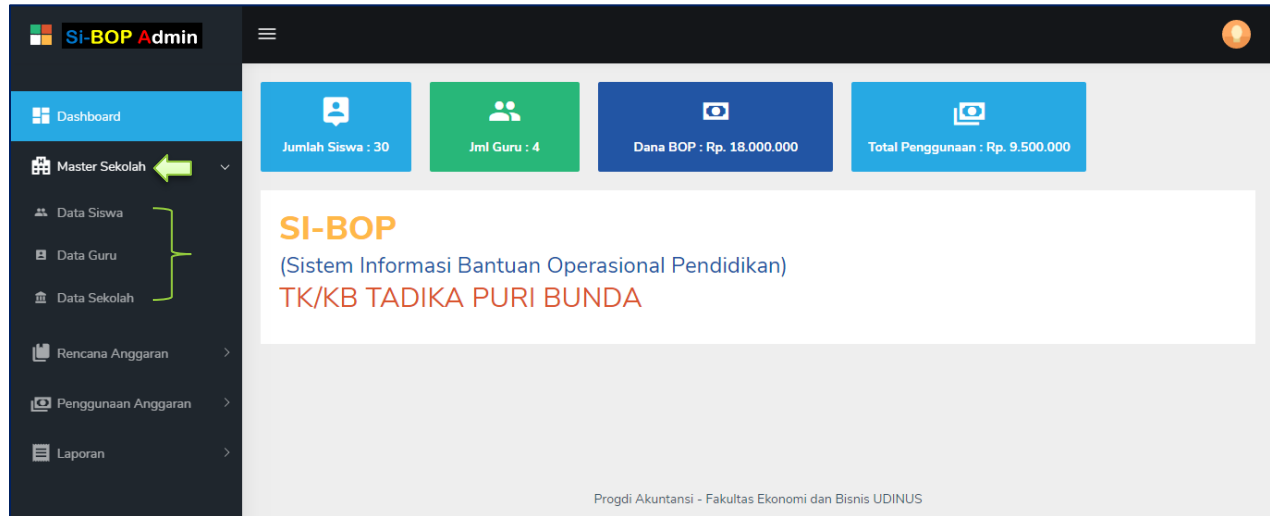 Si-BOP Admin
Dashboard
Master Sekolah
Data Siswa
Data Guru
Data Sekolah
Rencana Anggaran
Penggunaan Anggaran
Laporan
Jumlah Siswa : 30
Jml Guru : 4
Dana BOP : Rp. 18.000.000
Total Penggunaan : Rp. 9.500.000
SI-BOP
(Sistem Informasi Bantuan Operasional Pendidikan)
TK/KB TADIKA PURI BUNDA
Progdi Akuntansi - Fakultas Ekonomi dan Bisnis UDINUS